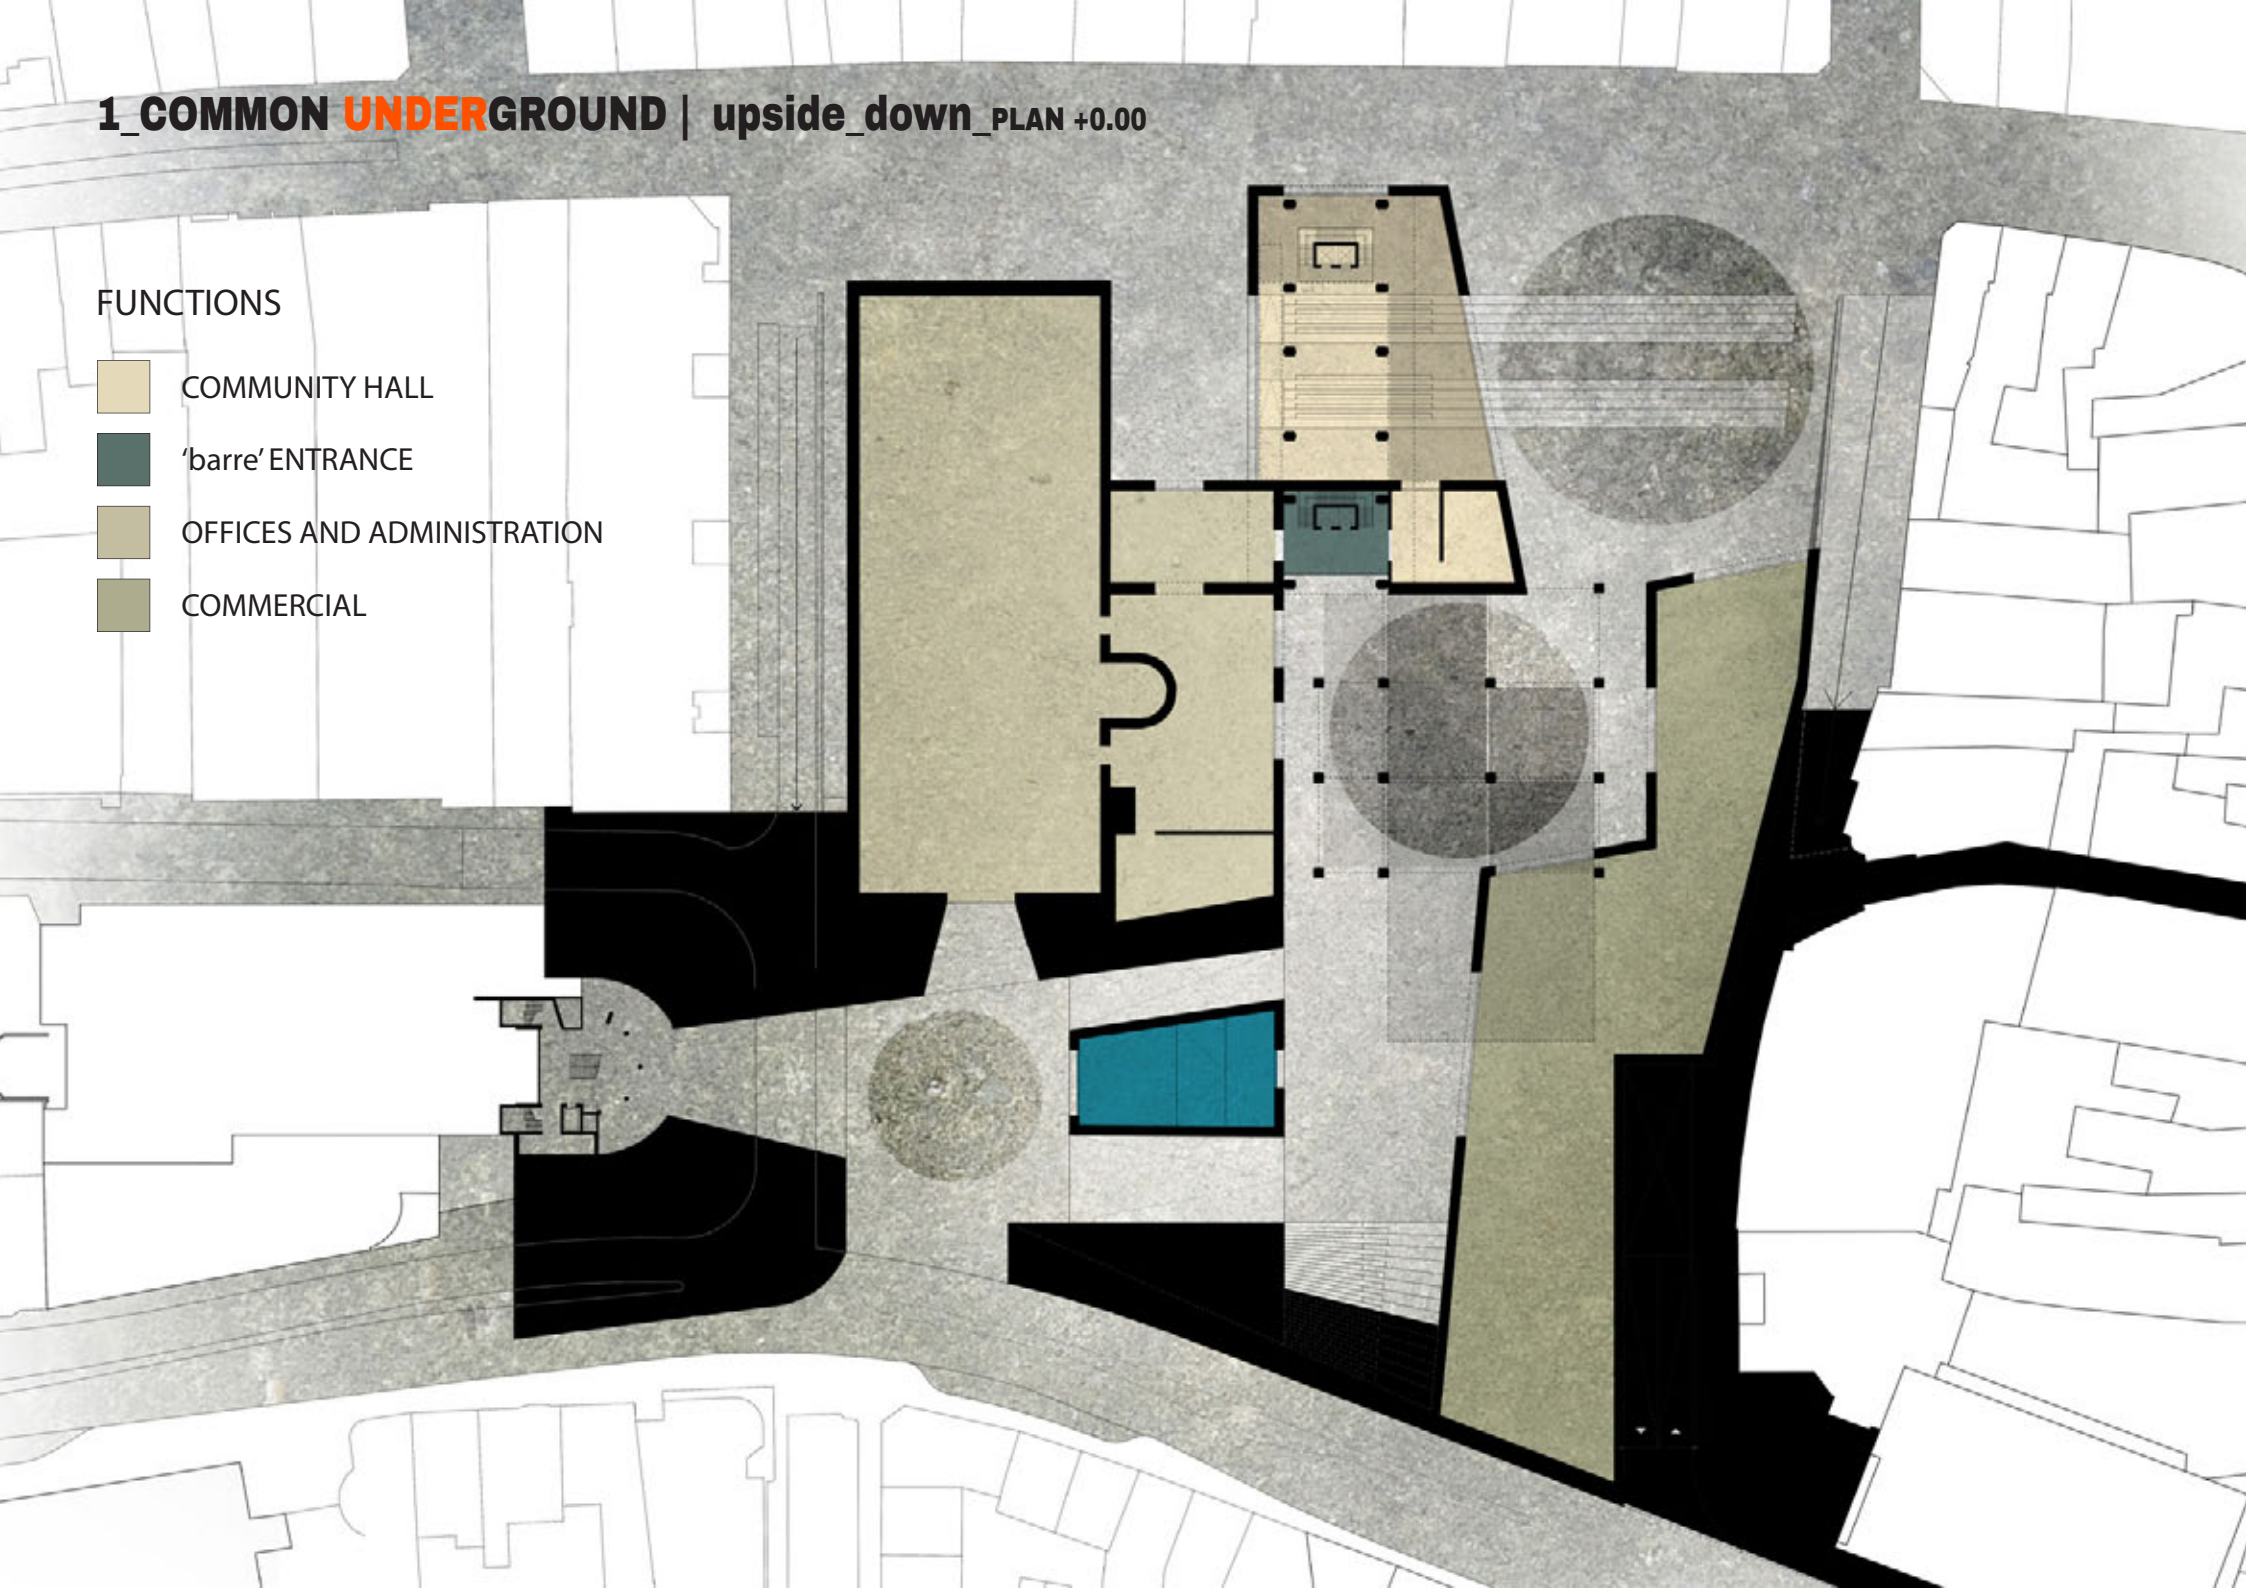 1_COMMON UNDERGROUND | upside_down_PLAN +0.00
FUNCTIONS
COMMUNITY HALL
‘barre’ ENTRANCE
OFFICES AND ADMINISTRATION
COMMERCIAL